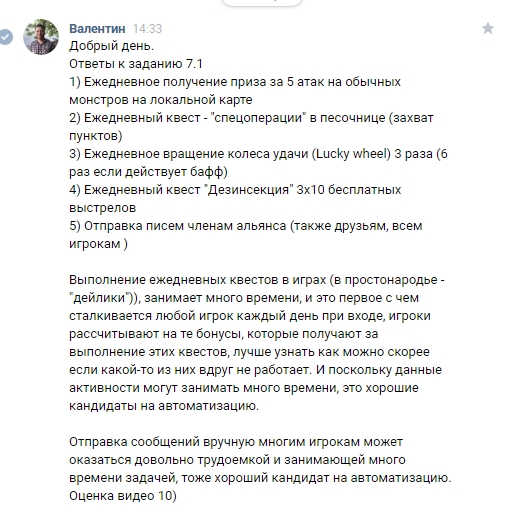 Валентин 14:33
Добрый день.
Ответы к заданию 7.1
1) Ежедневное получение приза за 5 атак на обычных
монстров на локальной карте
2) Ежедневный квест - "спецоперации" в песочнице (захват
пунктов)
3) Ежедневное вращение колеса удачи (Lucky wheel) 3 раза (6
раз если действует бафф)
4) Ежедневный квест "Дезинсекция" 3х10 бесплатных
выстрелов
5) Отправка писем членам альянса (также друзьям, всем
игрокам )
Выполнение ежедневных квестов в играх (в простонародье -
"дейлики")), занимает много времени, и это первое с чем
сталкивается любой игрок каждый день при входе, игроки
рассчитывают на те бонусы, которые получают за
выполнение этих квестов, лучше узнать как можно скорее
если какой-то из них вдруг не работает. И поскольку данные
активности могут занимать много времени, это хорошие
кандидаты на автоматизацию.
Отправка сообщений вручную многим игрокам может
оказаться довольно трудоемкой и занимающей много
времени задачей, тоже хороший кандидат на автоматизацию.
Оценка видео 10)